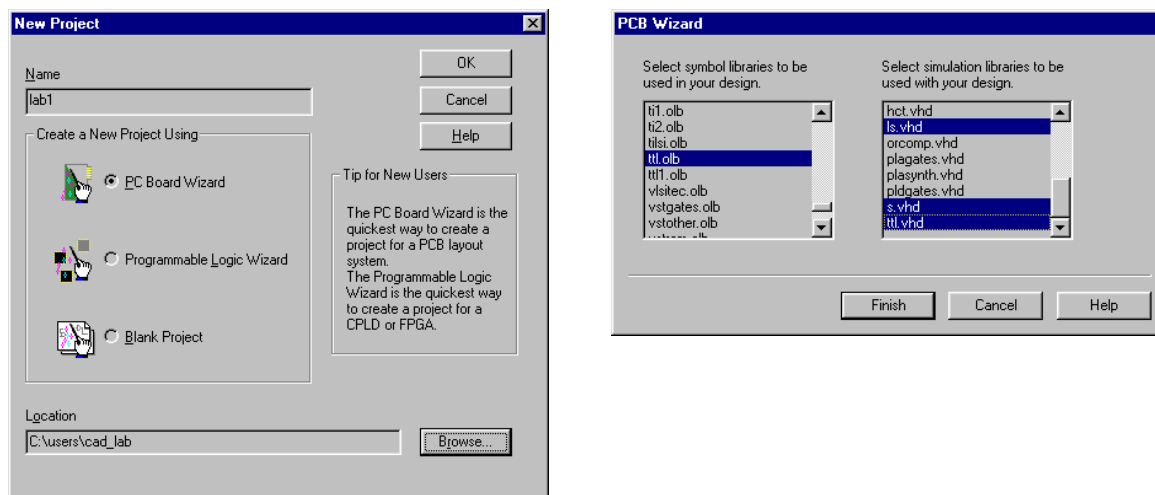 New Project
Name
lab1
Create a New Project Using
PC Board Wizard
Programmable Logic Wizard
Blank Project
OK
Cancel
Help
Tip for New Users
The PC Board Wizard is the
quickest way to create a
project for a PCB layout
system.
The Programmable Logic
Wizard is the quickest way
to create a project for a
CPLD or FPGA.
Location
C:\users\cad_lab
Browse...
PCB Wizard
Select symbol libraries to be
used in your design.
ti1.olb
ti2.olb
tilsi.olb
ttl.olb
ttl1.olb
vlsitec.olb
vstgates.olb
vstother.olb
Select simulation libraries to be
used with your design.
hct.vhd
ls.vhd
orcomp.vhd
plagates.vhd
plasynth.vhd
pldgates.vhd
s.vhd
ttl.vhd
Finish
Cancel
Help